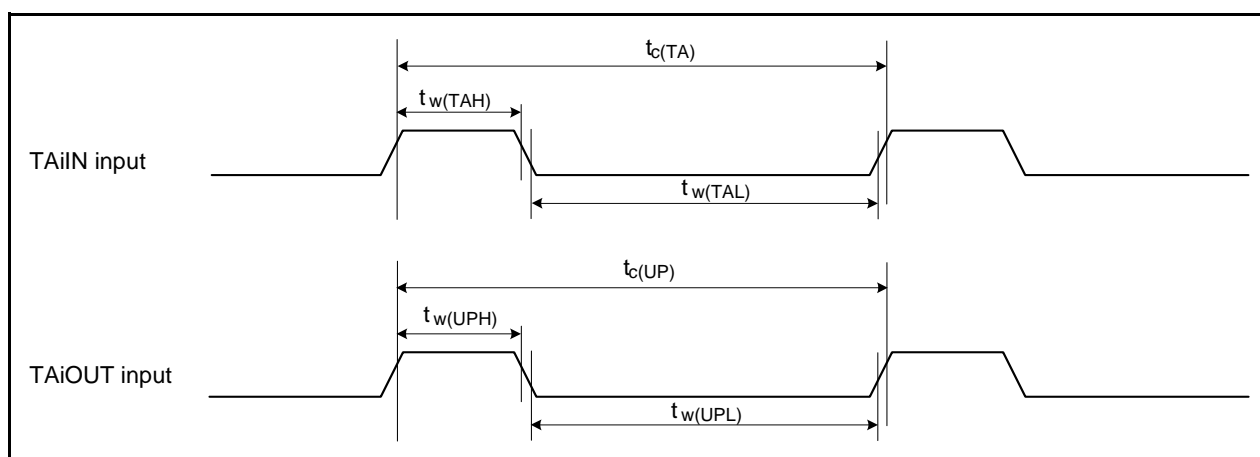 tc(TA)
tw(TAH)
TAiIN input
tw(TAL)
tc(UP)
tw(UPH)
TAiOUT input
tw(UPL)